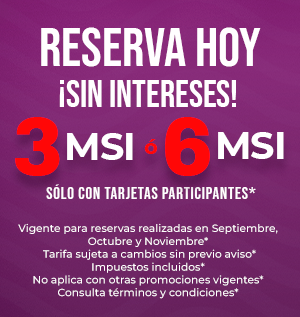 RESERVA HOY
¡SIN INTERESES!
3 MSI ó 6 MSI
SÓLO CON TARJETAS PARTICIPANTES*
Vigente para reservas realizadas en Septiembre,
Octubre y Noviembre*
Tarifa sujeta a cambios sin previo aviso*
Impuestos incluidos*
No aplica con otras promociones vigentes*
Consulta términos y condiciones*